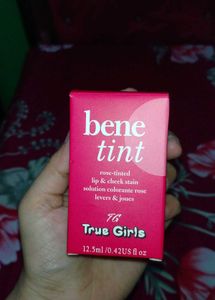 bene
tint
rose-tinted
lip & cheek stain
solution colorante rose
levers & joues
TG
True Girls
12.5ml/0.42US fl oz